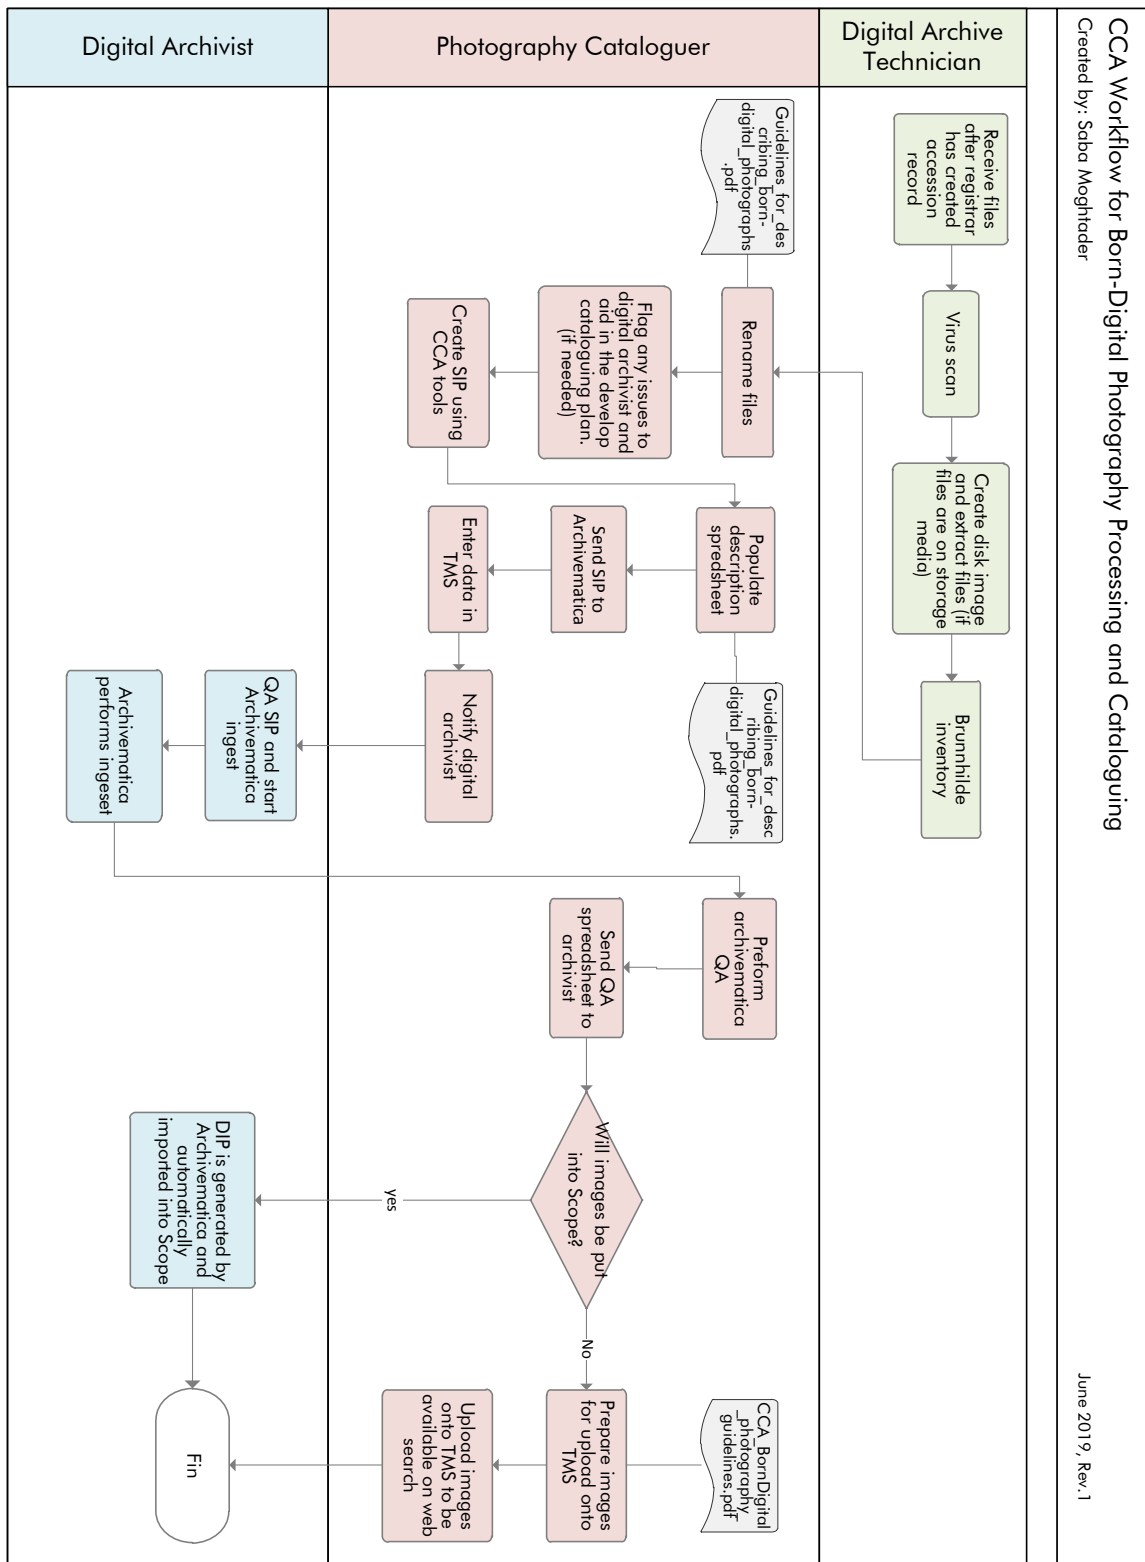 CCA Workflow for Born-Digital Photography Processing and Cataloguing
Created by: Saba Moghtader
June 2019, Rev.1
Digital Archive
Technician
Receive files
after registrar
has created
accession
record
Virus scan
Create disk image
and extract files (if
files are on storage
media)
Brunnhilde
inventory
Photography Cataloguer
Guidelines_for_des
cribing_born-
digital_photographs
.pdf
Rename files
Flag any issues to
digital archivist and
aid in the develop
cataloguing plan.
(if needed)
Create SIP using
CCA tools
Populate
description
spredsheet
Guidelines_for_desc
ribing_born-
digital_photographs.
pdf
Send SIP to
Archivematica
Enter data in
TMS
Notify digital
archivist
Preform
archivematica
QA
Send QA
spreadsheet to
archivist
Will images be put
into Scope?
yes
No
CCA_BornDigital
_photography_
guidelines.pdf
Prepare images
for upload onto
TMS
Upload images
onto TMS to be
available on web
search
Digital Archivist
QA SIP and start
Archivematica
ingest
Archivematica
performs ingeset
DIP is generated by
Archivematica and
automatically
imported into Scope
Fin